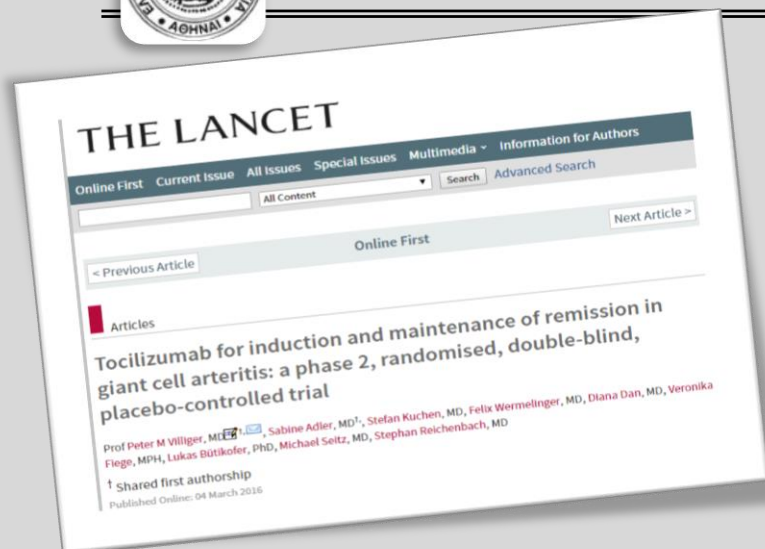 ΑΘΗΝΑΙ
THE LANCET
Online First Current Issue All Issues Special Issues Multimedia Information for Authors
All Content Search Advanced Search
< Previous Article Online First Next Article >
Articles
Tocilizumab for induction and maintenance of remission in
giant cell arteritis: a phase 2, randomised, double-blind,
placebo-controlled trial
Prof Peter M Villiger, MD †, Sabine Adler, MD†, Stefan Kuchen, MD, Felix Wermelinger, MD, Diana Dan, MD, Veronika
Fiege, MPH, Lukas Bütikofer, PhD, Michael Seitz, MD, Stephan Reichenbach, MD
† Shared first authorship
Published Online: 04 March 2016